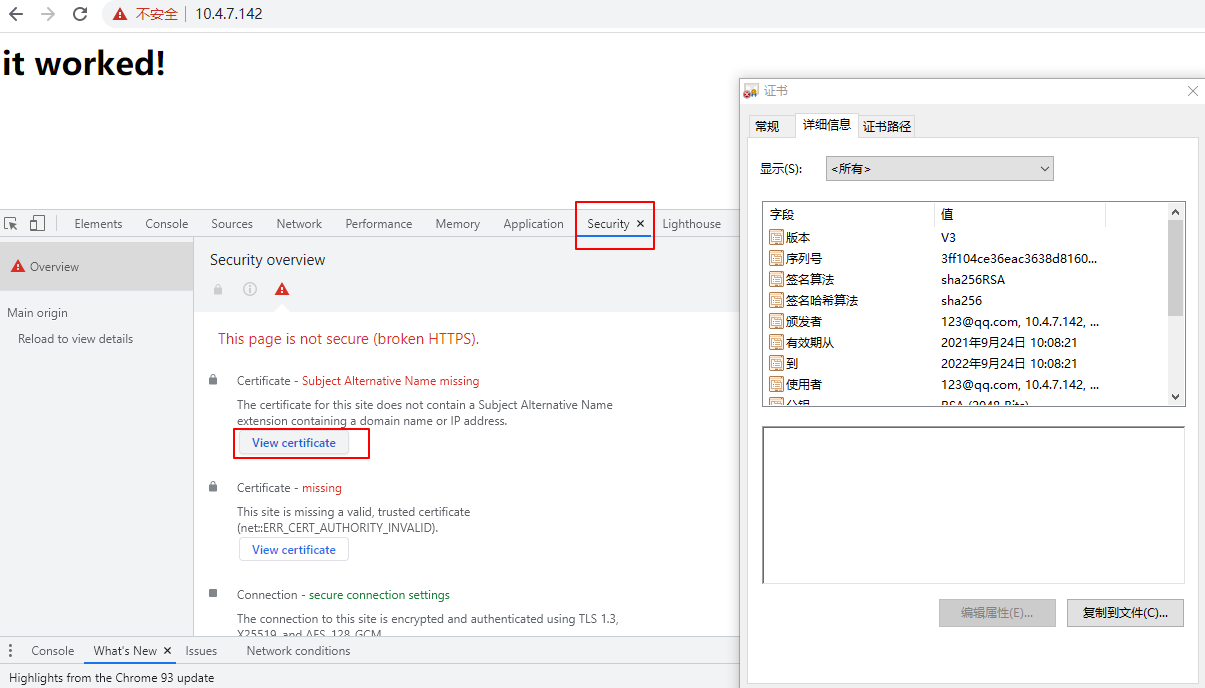 不安全 10.4.7.142
it worked!
Elements Console Sources Network Performance Memory Application Security × Lighthouse
Overview
Main origin
Reload to view details
Security overview
This page is not secure (broken HTTPS).
Certificate - Subject Alternative Name missing
The certificate for this site does not contain a Subject Alternative Name
extension containing a domain name or IP address.
View certificate
Certificate - missing
This site is missing a valid, trusted certificate
(net::ERR_CERT_AUTHORITY_INVALID).
View certificate
Connection - secure connection settings
The connection to this site is encrypted and authenticated using TLS 1.3,
X25519, and AES_128_GCM
Console What's New × Issues Network conditions
Highlights from the Chrome 93 update
证书
常规 详细信息 证书路径
显示(S): <所有>
字段 值
版本 V3
序列号 3ff104ce36eac3638d8160...
签名算法 sha256RSA
签名哈希算法 sha256
颁发者 123@qq.com, 10.4.7.142, ...
有效期从 2021年9月24日 10:08:21
到 2022年9月24日 10:08:21
使用者 123@qq.com, 10.4.7.142, ...
公钥 RSA (2048 Bits)
编辑属性(E)... 复制到文件(C)...